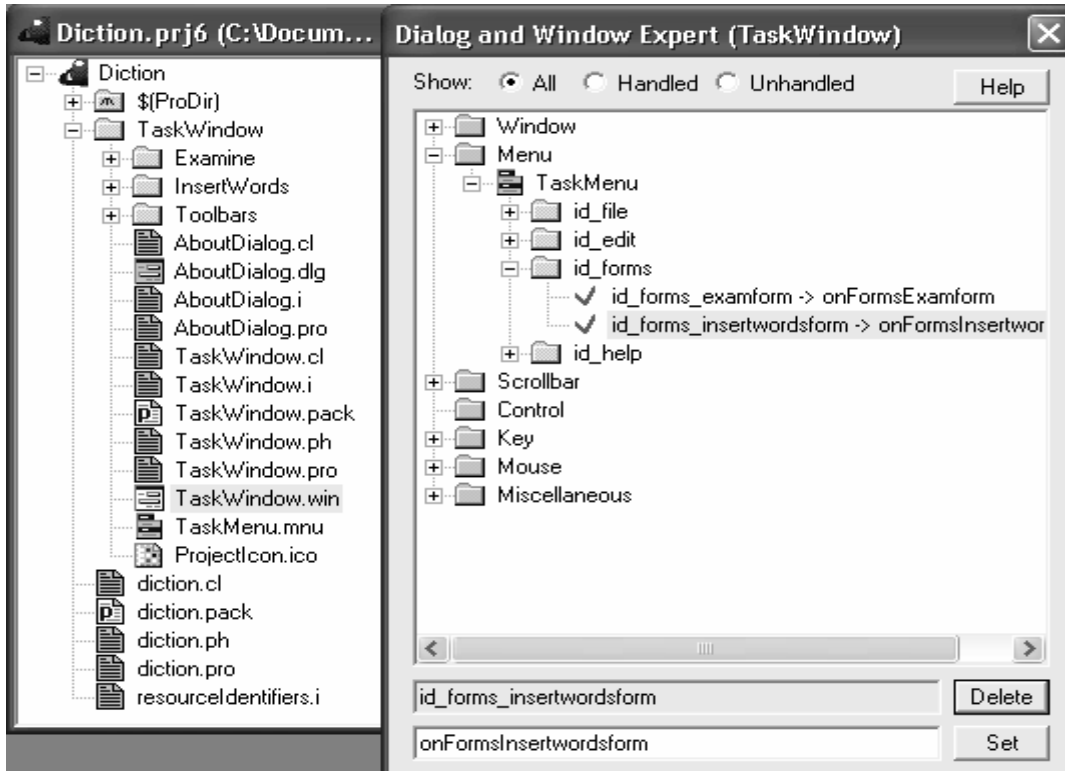 Diction.prj6 (C:\Docum...
Diction
$(ProDir)
TaskWindow
Examine
InsertWords
Toolbars
AboutDialog.cl
AboutDialog.dlg
AboutDialog.i
AboutDialog.pro
TaskWindow.cl
TaskWindow.i
TaskWindow.pack
TaskWindow.ph
TaskWindow.pro
TaskWindow.win
TaskMenu.mnu
ProjectIcon.ico
diction.cl
diction.pack
diction.ph
diction.pro
resourceIdentifiers.i
Dialog and Window Expert (TaskWindow)
Show: All Handled Unhandled Help
Window
Menu
TaskMenu
id_file
id_edit
id_forms
id_forms_examform -> onFormsExamform
id_forms_insertwordsform -> onFormsInsertwor
id_help
Scrollbar
Control
Key
Mouse
Miscellaneous
id_forms_insertwordsform Delete
onFormsInsertwordsform Set